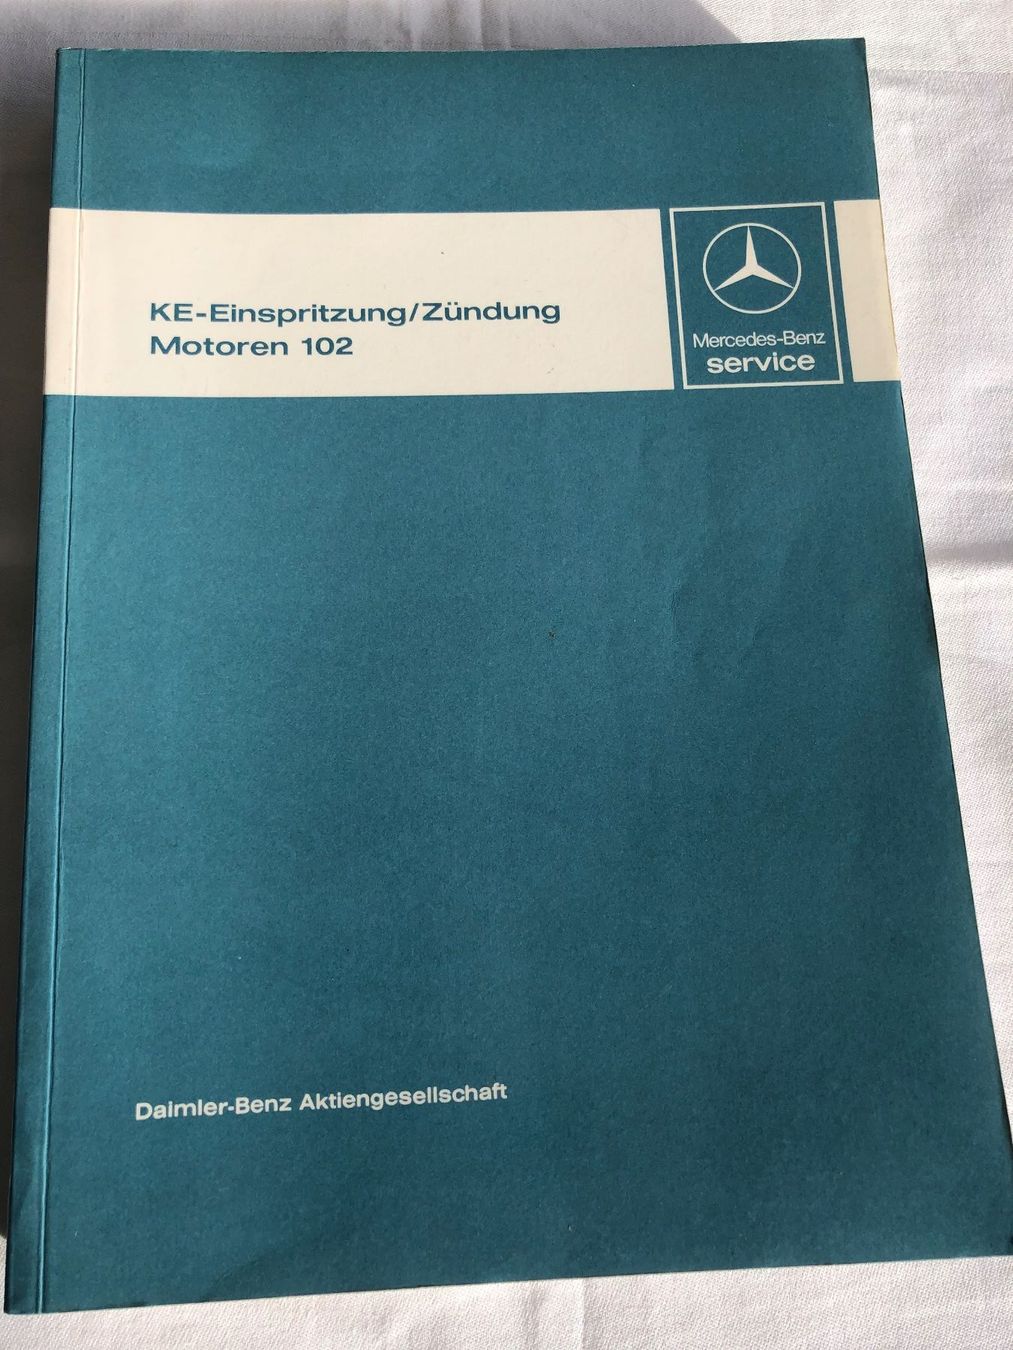 KE-Einspritzung/Zündung
Motoren 102
Mercedes-Benz
service
Daimler-Benz Aktiengesellschaft